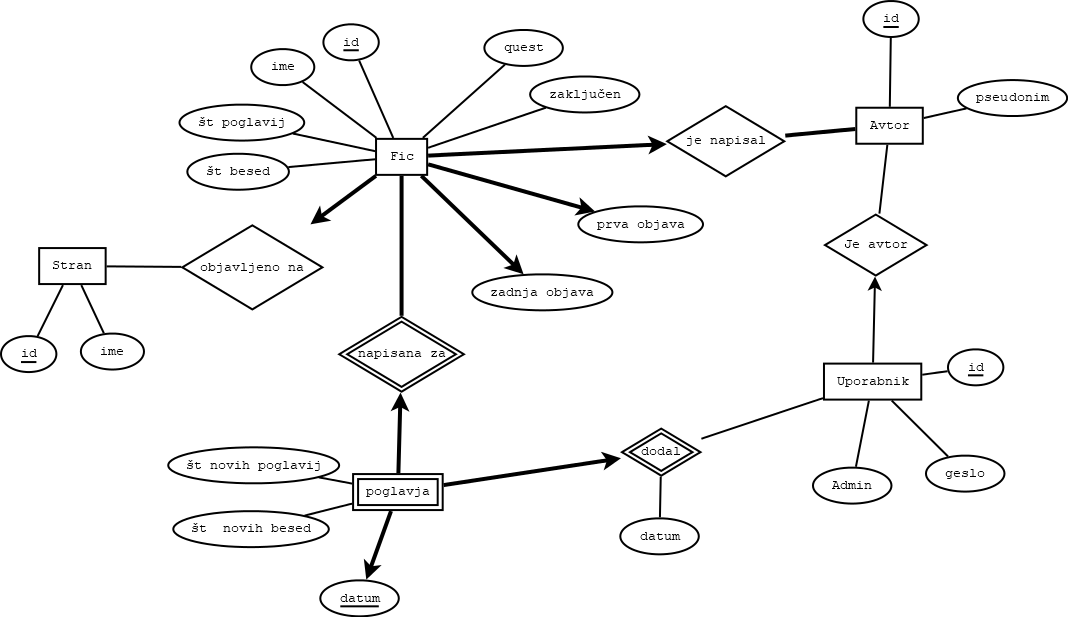 id
id
quest
ime
zaključen
pseudonim
št poglavij
Avtor
je napisal
Fic
št besed
prva objava
Je avtor
Stran
objavljeno na
zadnja objava
id
ime
napisana za
id
Uporabnik
dodal
št novih poglavij
geslo
Admin
poglavja
št  novih besed
datum
datum